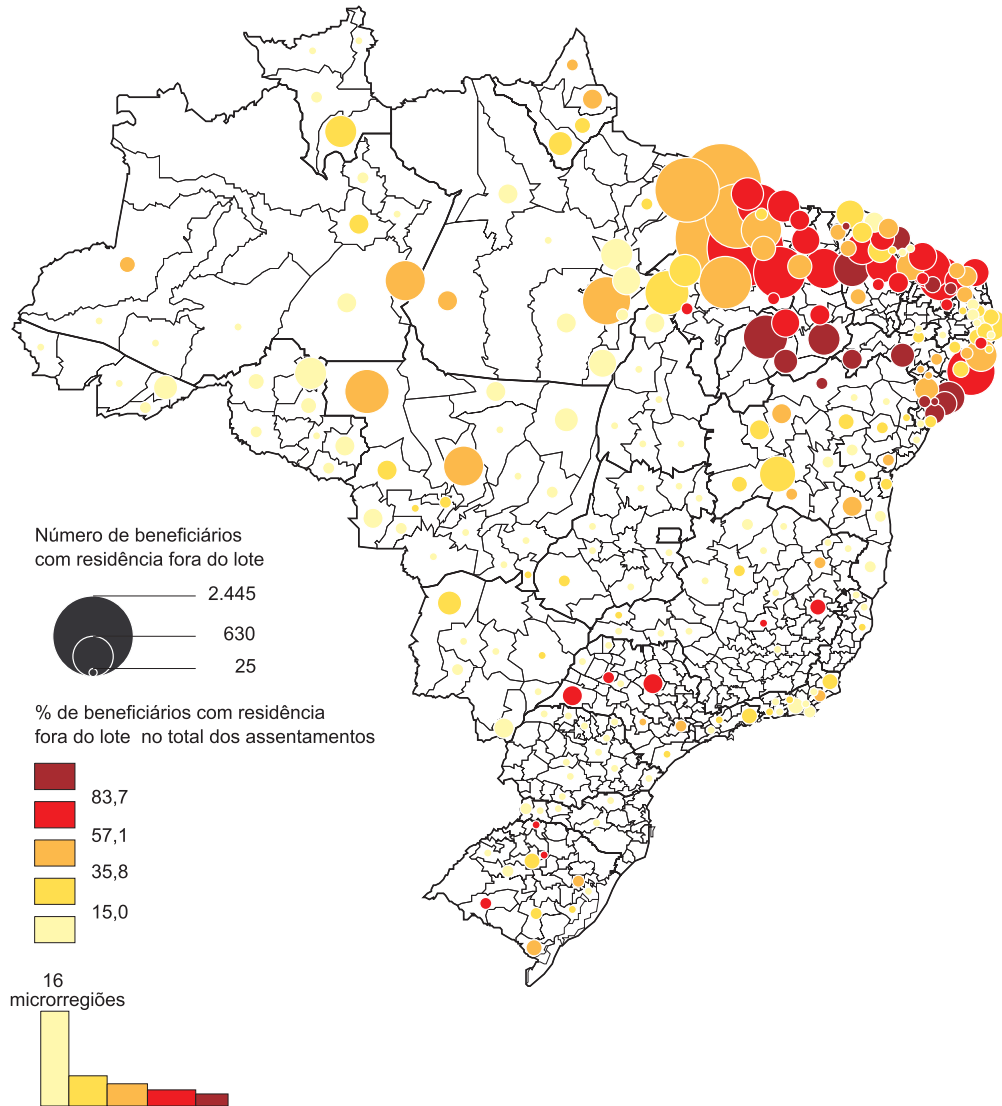 Número de beneficiários
com residência fora do lote
2.445
630
25
% de beneficiários com residência
fora do lote no total dos assentamentos
83,7
57,1
35,8
15,0
16
microrregiões